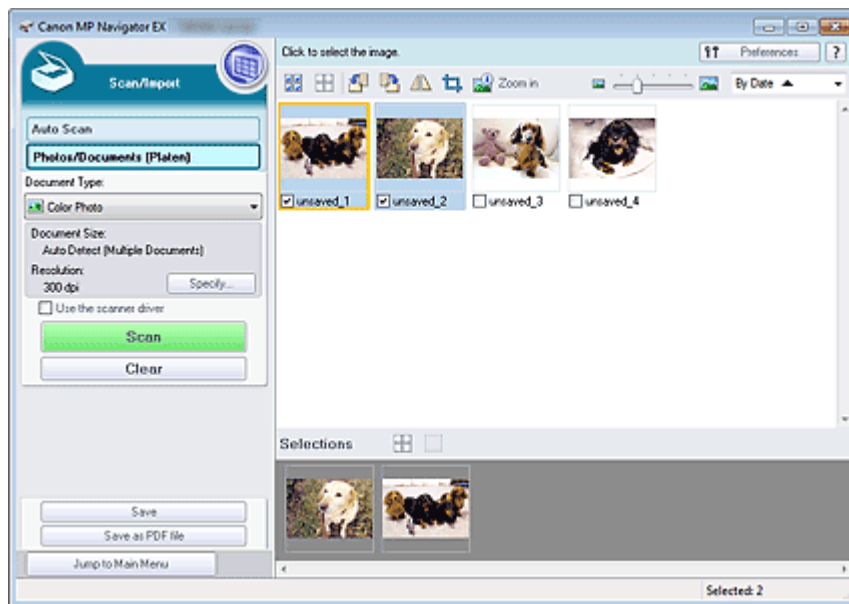 Canon MP Navigator EX
Scan/Import
Auto Scan
Photos/Documents (Platen)
Document Type:
Color Photo
Document Size:
Auto Detect (Multiple Documents)
Resolution:
300 dpi
Specify...
Use the scanner driver
Scan
Clear
Save
Save as PDF file
Jump to Main Menu
Click to select the image.
Preferences
?
Zoom in
By Date
unsaved_1
unsaved_2
unsaved_3
unsaved_4
Selections
Selected: 2